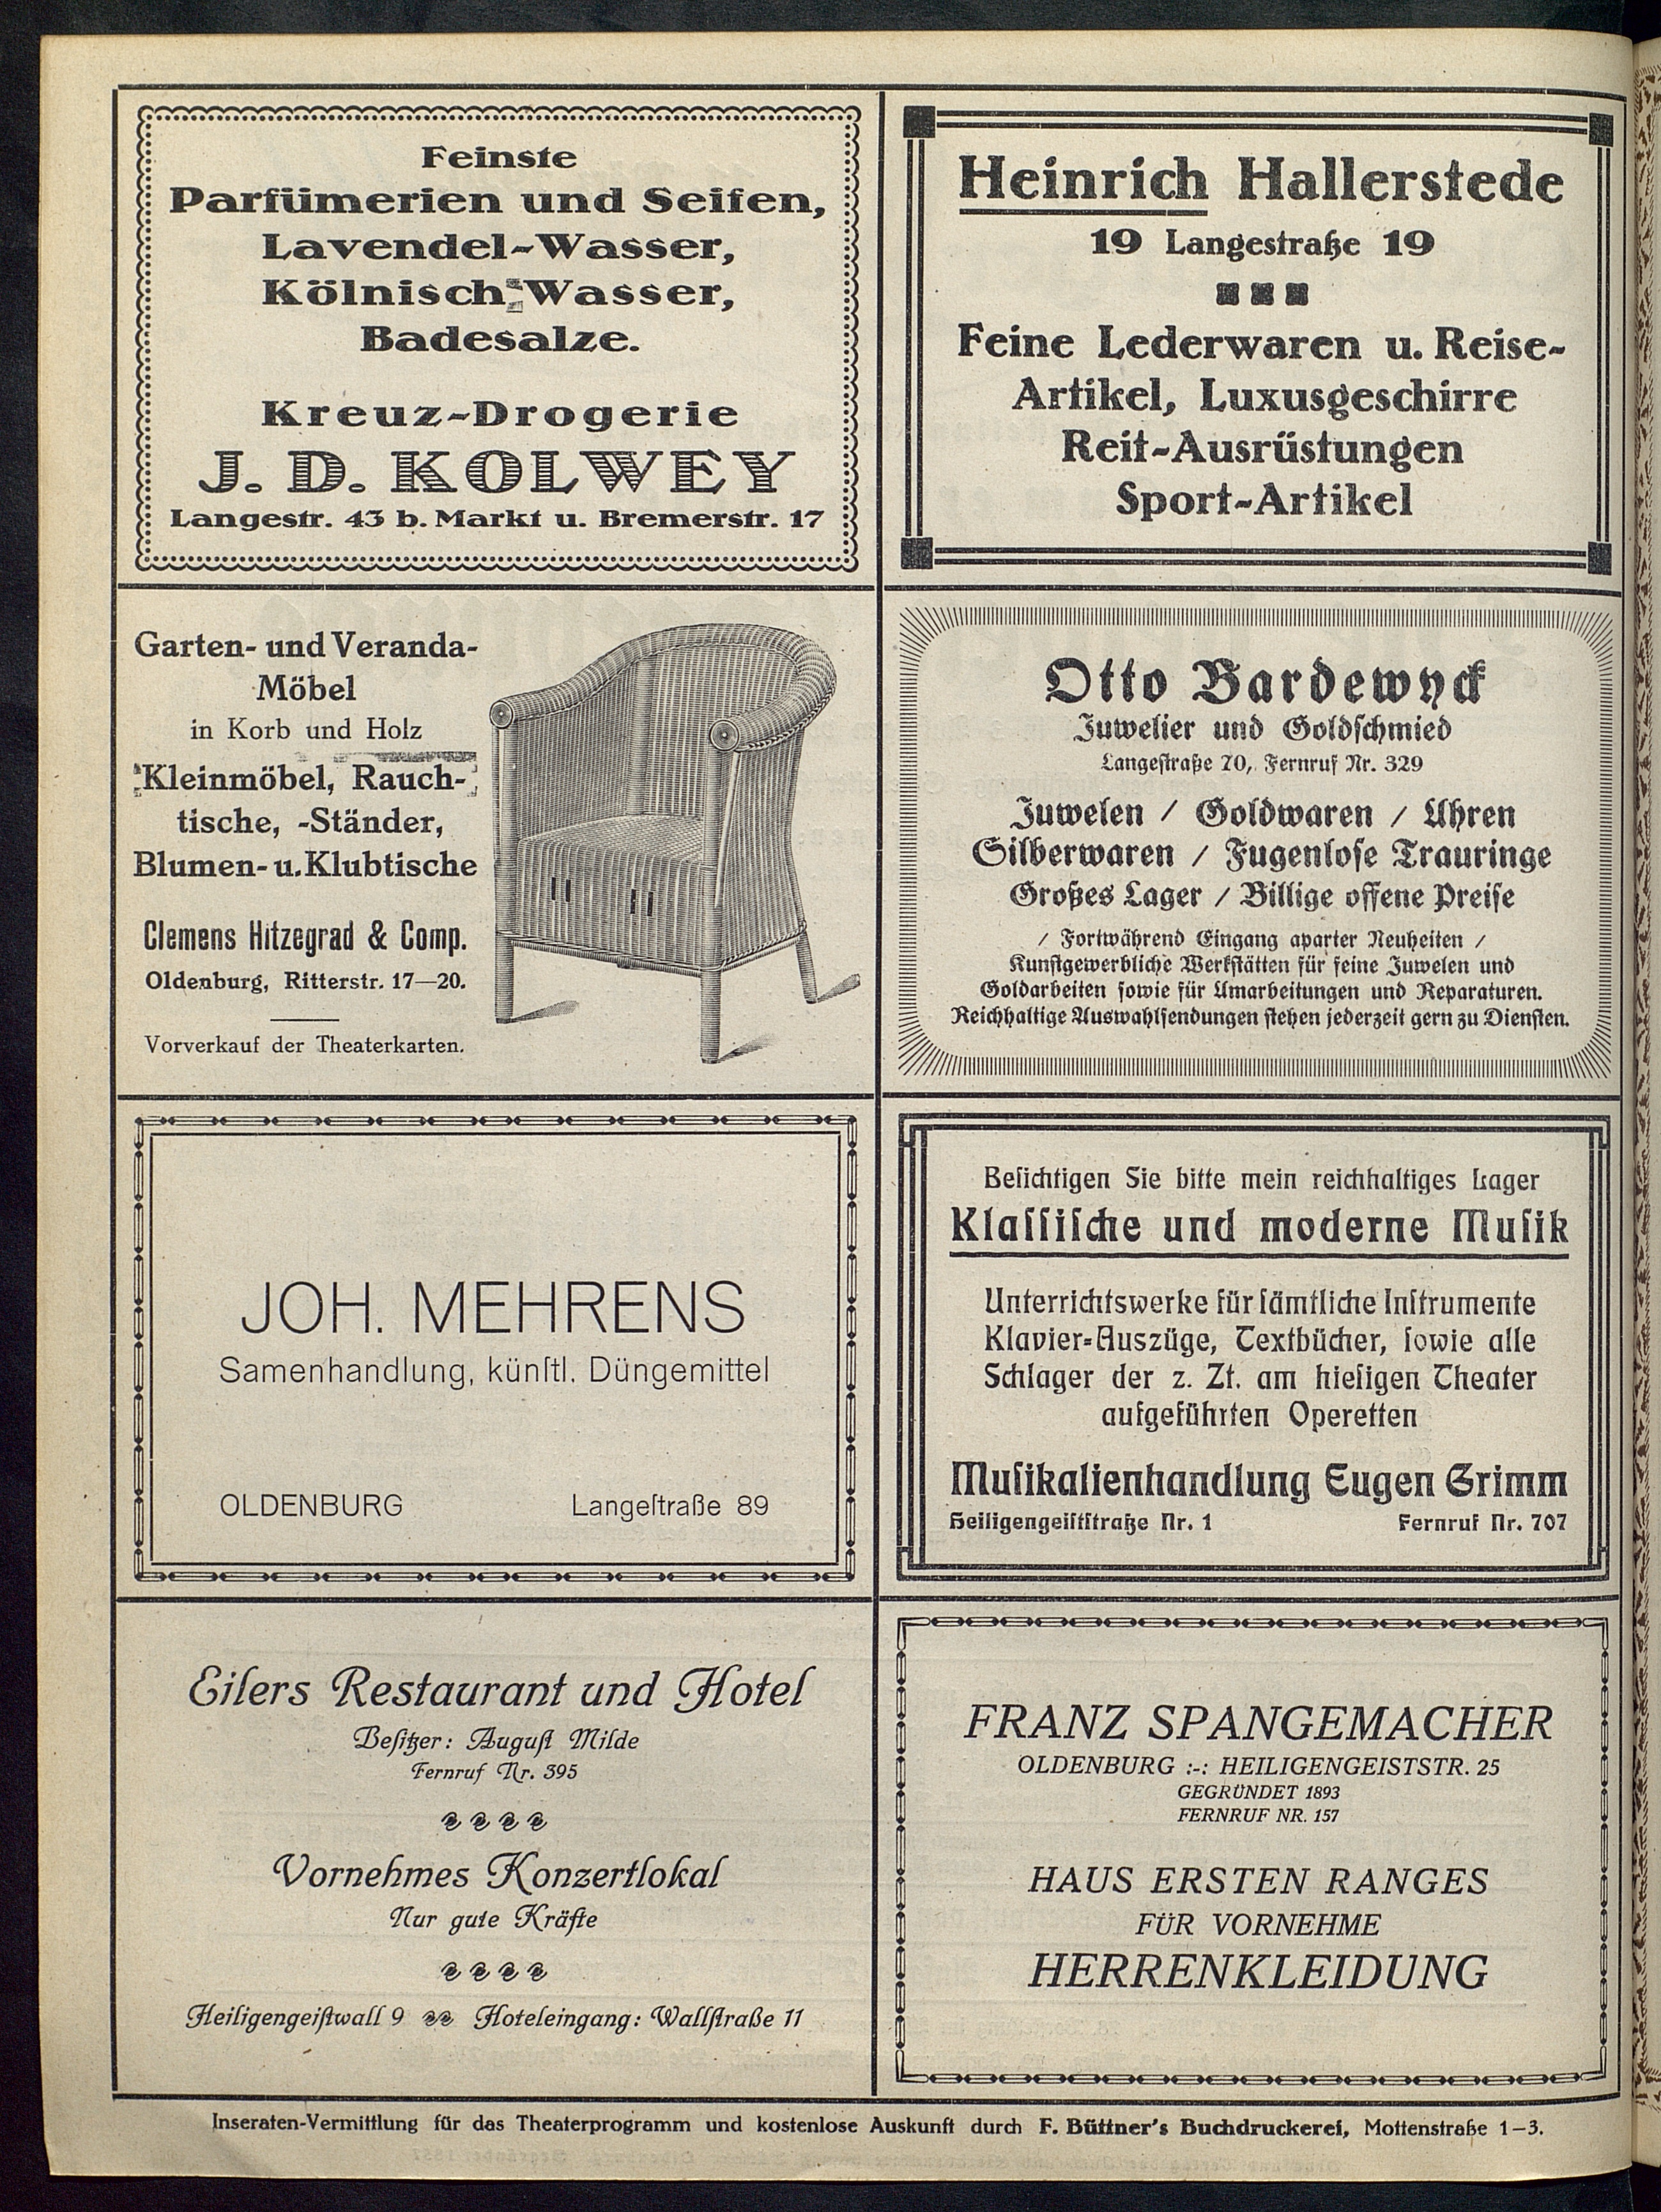 Feinste
Parfümerien und Seifen,
Lavendel-Wasser,
Kölnisch-Wasser,
Badesalze.
Kreuz-Drogerie
J. D. KOLWEY
Langestr. 43 b. Markt u. Bremerstr. 17
Heinrich Hallerstede
19 Langestraße 19
Feine Lederwaren u. Reise-
Artikel, Luxusgeschirre
Reit-Ausrüstungen
Sport-Artikel
Garten- und Veranda-
Möbel
in Korb und Holz
Kleinmöbel, Rauch-
tische, -Ständer,
Blumen- u. Klubtische
Clemens Hitzegrad & Comp.
Oldenburg, Ritterstr. 17—20.
Vorverkauf der Theaterkarten.
Otto Bardewyck
Juwelier und Goldſchmied
Langeſtraße 70, Fernruf Nr. 329
Juwelen / Goldwaren / Uhren
Silberwaren / Fugenloſe Trauringe
Großes Lager / Billige offene Preiſe
/ Fortwährend Eingang aparter Neuheiten /
Kunſtgewerbliche Werkſtätten für feine Juwelen und
Goldarbeiten ſowie für Umarbeitungen und Reparaturen.
Reichhaltige Auswahlſendungen ſtehen jederzeit gern zu Dienſten.
JOH. MEHRENS
Samenhandlung, künſtl. Düngemittel
OLDENBURG Langeſtraße 89
Beſichtigen Sie bitte mein reichhaltiges Lager
Klaſſiſche und moderne Muſik
Unterrichtswerke für ſämtliche Inſtrumente
Klavier-Auszüge, Textbücher, ſowie alle
Schlager der z. Zt. am hieſigen Theater
aufgeführten Operetten
Muſikalienhandlung Eugen Grimm
Heiligengeiſtſtraße Nr. 1 Fernruf Nr. 707
Eilers Restaurant und Hotel
Beſitzer: Auguſt Milde
Fernruf Nr. 395
Vornehmes Konzertlokal
Nur gute Kräfte
Heiligengeiſtwall 9 Hoteleingang: Wallſtraße 11
FRANZ SPANGEMACHER
OLDENBURG :-: HEILIGENGEISTSTR. 25
GEGRÜNDET 1893
FERNRUF NR. 157
HAUS ERSTEN RANGES
FÜR VORNEHME
HERRENKLEIDUNG
Inseraten-Vermittlung für das Theaterprogramm und kostenlose Auskunft durch F. Büttner's Buchdruckerei, Mottenstraße 1–3.